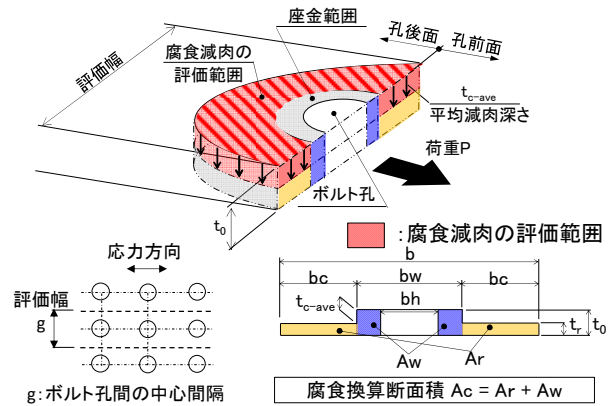 座金範囲
孔後面
孔前面
評価幅
腐食減肉の
評価範囲
tc-ave
平均減肉深さ
荷重P
ボルト孔
t0
:腐食減肉の評価範囲
応力方向
評価幅
g
g:ボルト孔間の中心間隔
b
bc
bw
bc
tc-ave
bh
tr
t0
Aw
Ar
腐食換算断面積 Ac = Ar + Aw